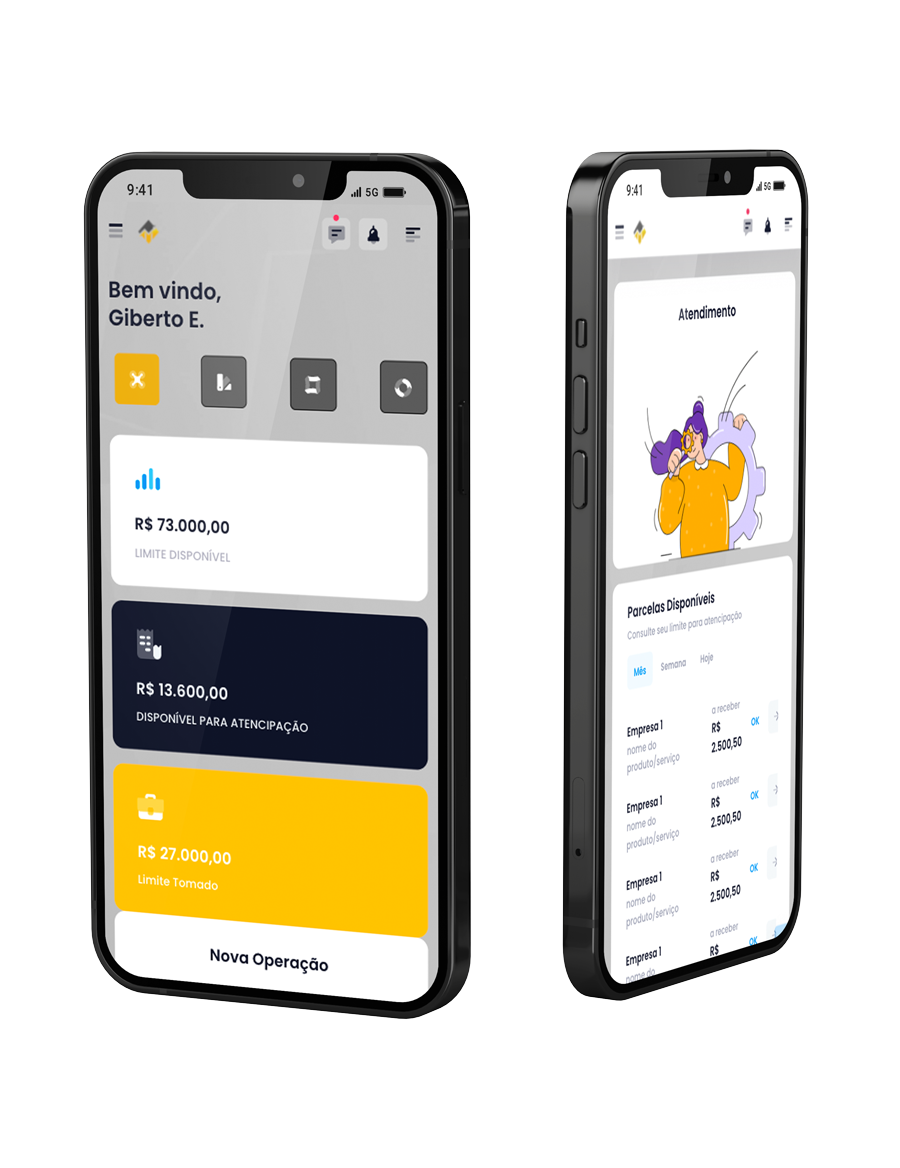 9:41
5G
Bem vindo,
Giberto E.
R$ 73.000,00
LIMITE DISPONÍVEL
R$ 13.600,00
DISPONÍVEL PARA ATENCIPAÇÃO
R$ 27.000,00
Limite Tomado
Nova Operação
9:41
5G
Atendimento
Parcelas Disponíveis
Consulte seu limite para atencipação
Mês Semana Hoje
Empresa 1
nome do
produto/serviço
a receber
R$
2.500,50
OK
Empresa 1
nome do
produto/serviço
a receber
R$
2.500,50
OK
Empresa 1
nome do
produto/serviço
a receber
R$
2.500,50
OK
Empresa 1
nome do
a receber
R$
OK